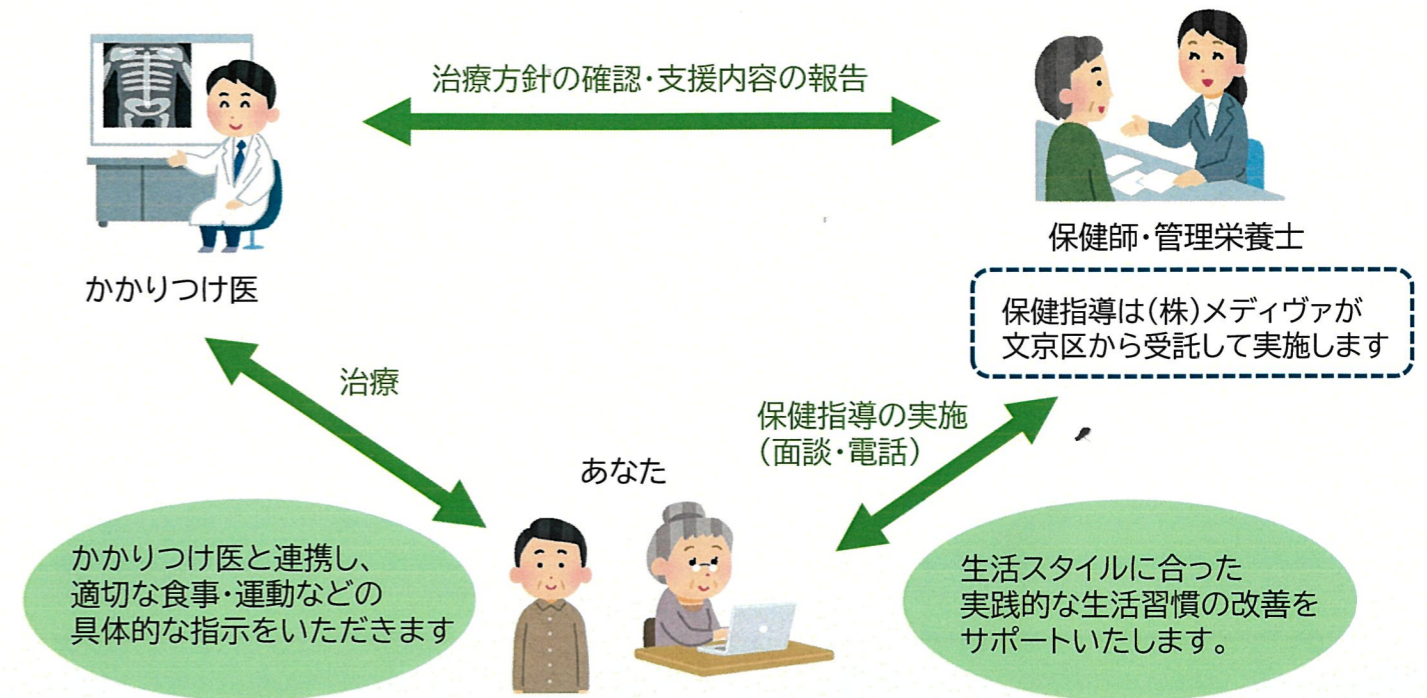 治療方針の確認・支援内容の報告
かかりつけ医
保健師・管理栄養士
保健指導は(株)メディヴァが
文京区から受託して実施します
治療
保健指導の実施
(面談・電話)
あなた
かかりつけ医と連携し、
適切な食事・運動などの
具体的な指示をいただきます
生活スタイルに合った
実践的な生活習慣の改善を
サポートいたします。